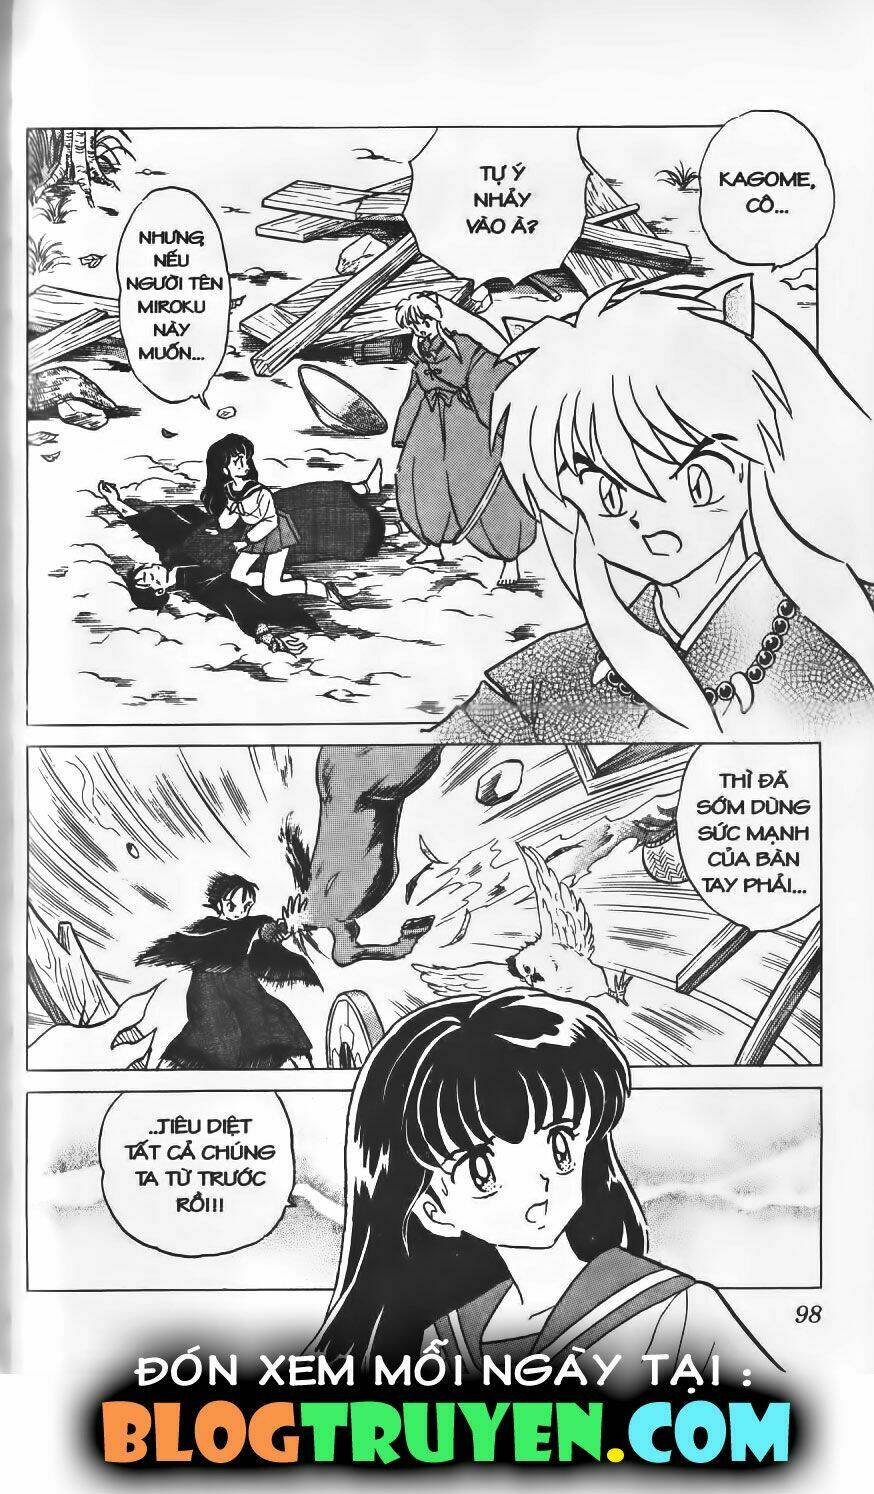 KAGOME,
CÔ...
TỰ Ý
NHẢY
VÀO À?
NHƯNG,
NẾU
NGƯỜI TÊN
MIROKU
NÀY
MUỐN...
THÌ ĐÃ
SỚM DÙNG
SỨC MẠNH
CỦA BÀN
TAY PHẢI...
..TIÊU DIỆT
TẤT CẢ CHÚNG
TA TỪ TRƯỚC
RỒI!!!
98
ĐÓN XEM MỖI NGÀY TẠI :
BLOGTRUYEN.COM